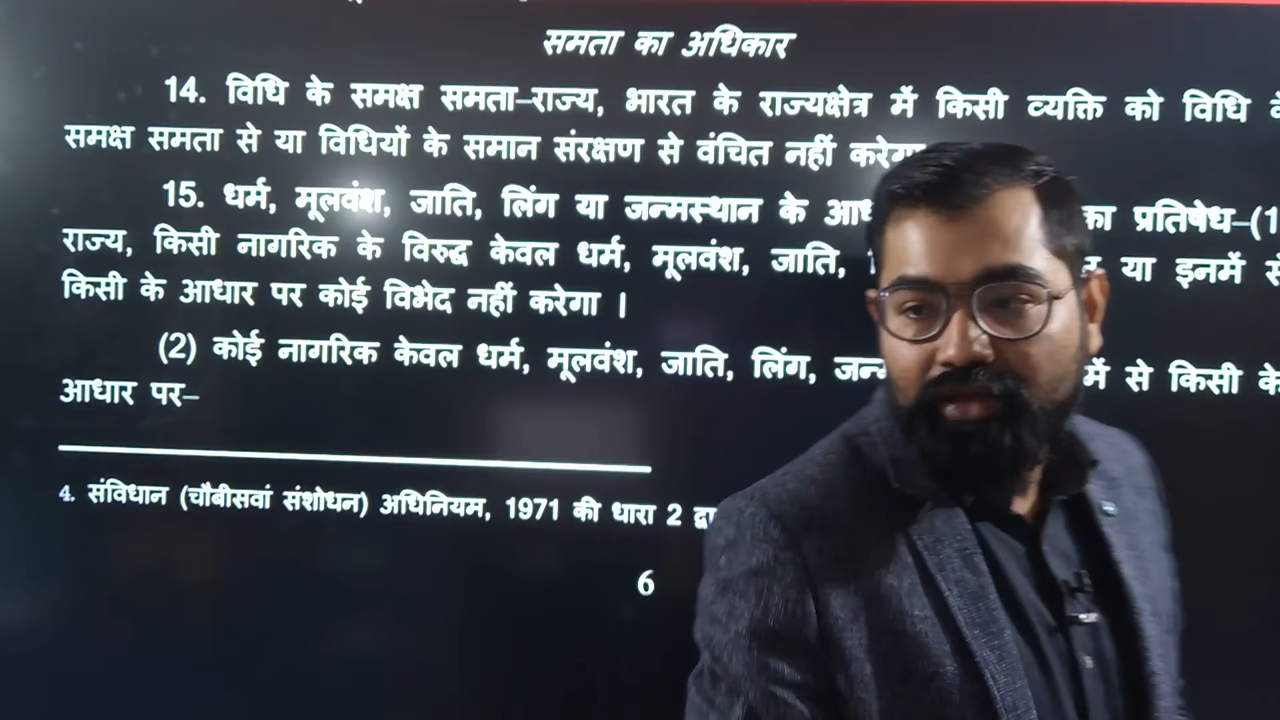 समता का अधिकार
14. विधि के समक्ष समता–राज्य, भारत के राज्यक्षेत्र में किसी व्यक्ति को विधि
समक्ष समता से या विधियों के समान संरक्षण से वंचित नहीं करेगा
15. धर्म, मूलवंश, जाति, लिंग या जन्मस्थान के का प्रतिषेध–(1
राज्य, किसी नागरिक के विरुद्ध केवल धर्म, मूलवंश, जाति, या इनमें से
किसी के आधार पर कोई विभेद नहीं करेगा ।
(2) कोई नागरिक केवल धर्म, मूलवंश, जाति, लिंग, में से किसी के
आधार पर–
4. संविधान (चौबीसवां संशोधन) अधिनियम, 1971 की धारा 2
6